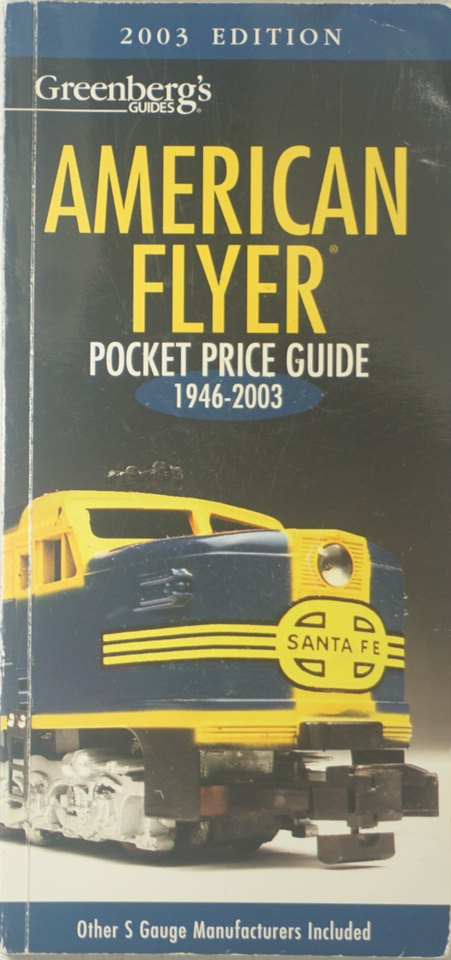 2003 EDITION
Greenberg's
GUIDES®
AMERICAN
FLYER®
POCKET PRICE GUIDE
1946-2003
SANTA FE
Other S Gauge Manufacturers Included